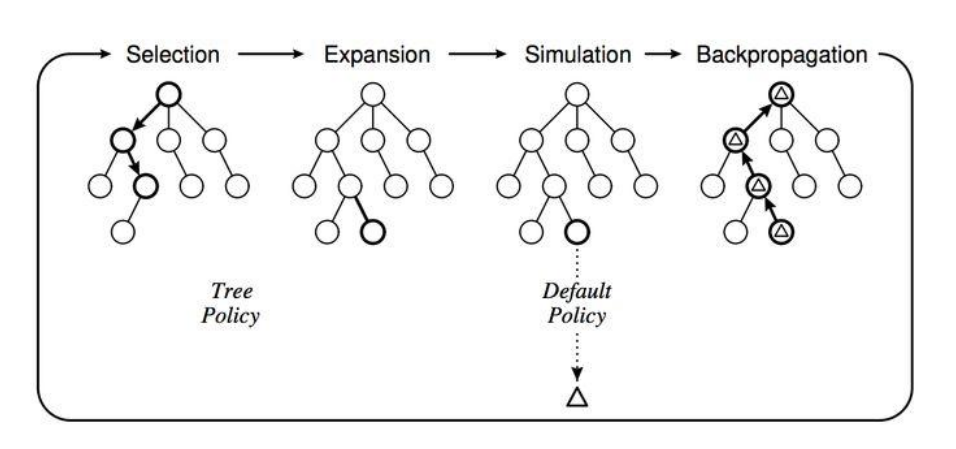 Selection
Expansion
Simulation
Backpropagation
Tree
Policy
Default
Policy